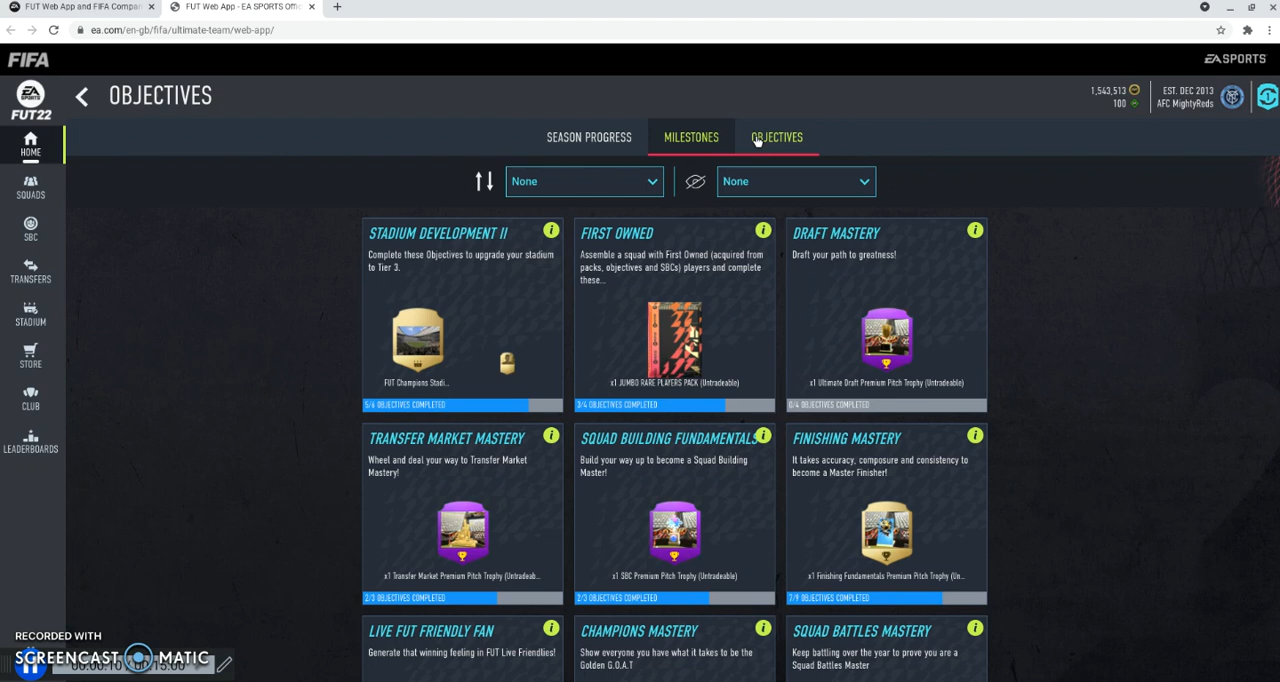 FUT Web App and FIFA Compa
FUT Web App - EA SPORTS Offic
ea.com/en-gb/fifa/ultimate-team/web-app/
FIFA
EA SPORTS
EA SPORTS
FUT22
OBJECTIVES
1,543,513
100
EST. DEC 2013
AFC MightyReds
HOME
SQUADS
SBC
TRANSFERS
STADIUM
STORE
CLUB
LEADERBOARDS
SEASON PROGRESS
MILESTONES
OBJECTIVES
None
None
STADIUM DEVELOPMENT II
Complete these Objectives to upgrade your stadium
to Tier 3.
FUT Champions Stadi...
5/6 OBJECTIVES COMPLETED
FIRST OWNED
Assemble a squad with First Owned (acquired from
packs, objectives and SBCs) players and complete
these...
x1 JUMBO RARE PLAYERS PACK (Untradeable)
3/4 OBJECTIVES COMPLETED
DRAFT MASTERY
Draft your path to greatness!
x1 Ultimate Draft Premium Pitch Trophy (Untradeable)
0/4 OBJECTIVES COMPLETED
TRANSFER MARKET MASTERY
Wheel and deal your way to Transfer Market
Mastery!
x1 Transfer Market Premium Pitch Trophy (Untradeab...
2/3 OBJECTIVES COMPLETED
SQUAD BUILDING FUNDAMENTALS
Build your way up to become a Squad Building
Master!
x1 SBC Premium Pitch Trophy (Untradeable)
2/3 OBJECTIVES COMPLETED
FINISHING MASTERY
It takes accuracy, composure and consistency to
become a Master Finisher!
x1 Finishing Fundamentals Premium Pitch Trophy (Un...
7/9 OBJECTIVES COMPLETED
LIVE FUT FRIENDLY FAN
Generate that winning feeling in FUT Live Friendlies!
CHAMPIONS MASTERY
Show everyone you have what it takes to be the
Golden G.O.A.T
SQUAD BATTLES MASTERY
Keep battling over the year to prove you are a
Squad Battles Master
RECORDED WITH
SCREENCAST MATIC